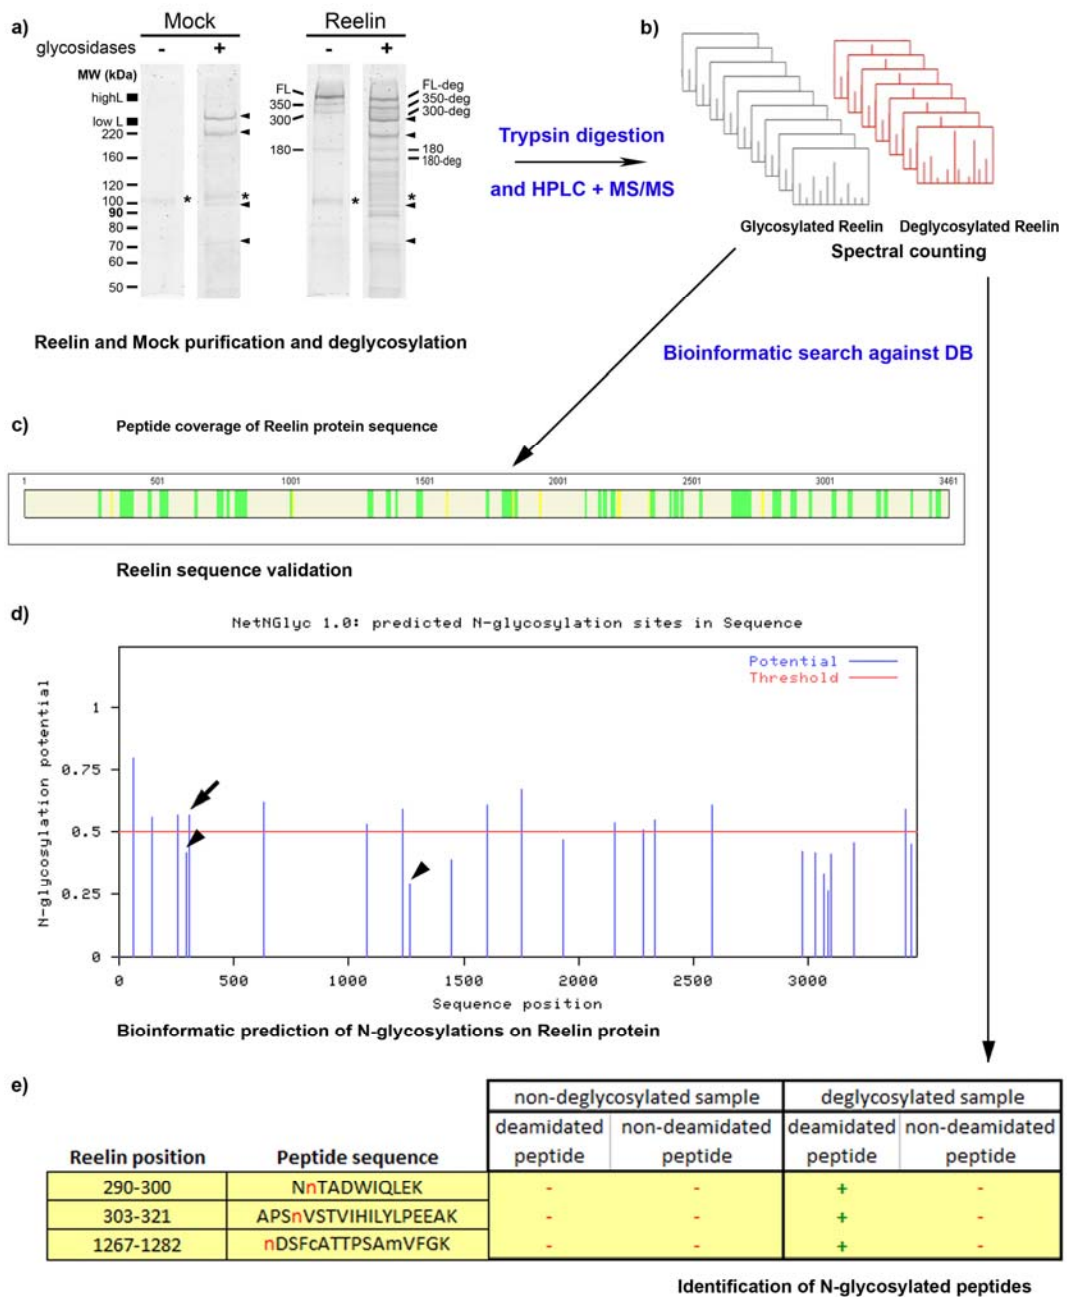 a)
Mock
Reelin
glycosidases - + - +
MW (kDa)
highL
low L
220
160
120
100
90
80
70
60
50
*
*
FL
350
300
180
*
*
FL-deg
350-deg
300-deg
180
180-deg
Reelin and Mock purification and deglycosylation
Trypsin digestion
and HPLC + MS/MS
b)
Glycosylated Reelin Deglycosylated Reelin
Spectral counting
Bioinformatic search against DB
c)
Peptide coverage of Reelin protein sequence
1 501 1001 1501 2001 2501 3001 3461
Reelin sequence validation
d)
NetNGlyc 1.0: predicted N-glycosylation sites in Sequence
Potential
Threshold
N-glycosylation potential
1
0.75
0.5
0.25
0
0 500 1000 1500 2000 2500 3000
Sequence position
Bioinformatic prediction of N-glycosylations on Reelin protein
e)
non-deglycosylated sample deglycosylated sample
Reelin position Peptide sequence deamidated peptide non-deamidated peptide deamidated peptide non-deamidated peptide
290-300 NnTADWIQLEK - - + -
303-321 APSnVSTVIHILYLPEEAK - - + -
1267-1282 nDSFcATTPSAmVFGK - - + -
Identification of N-glycosylated peptides